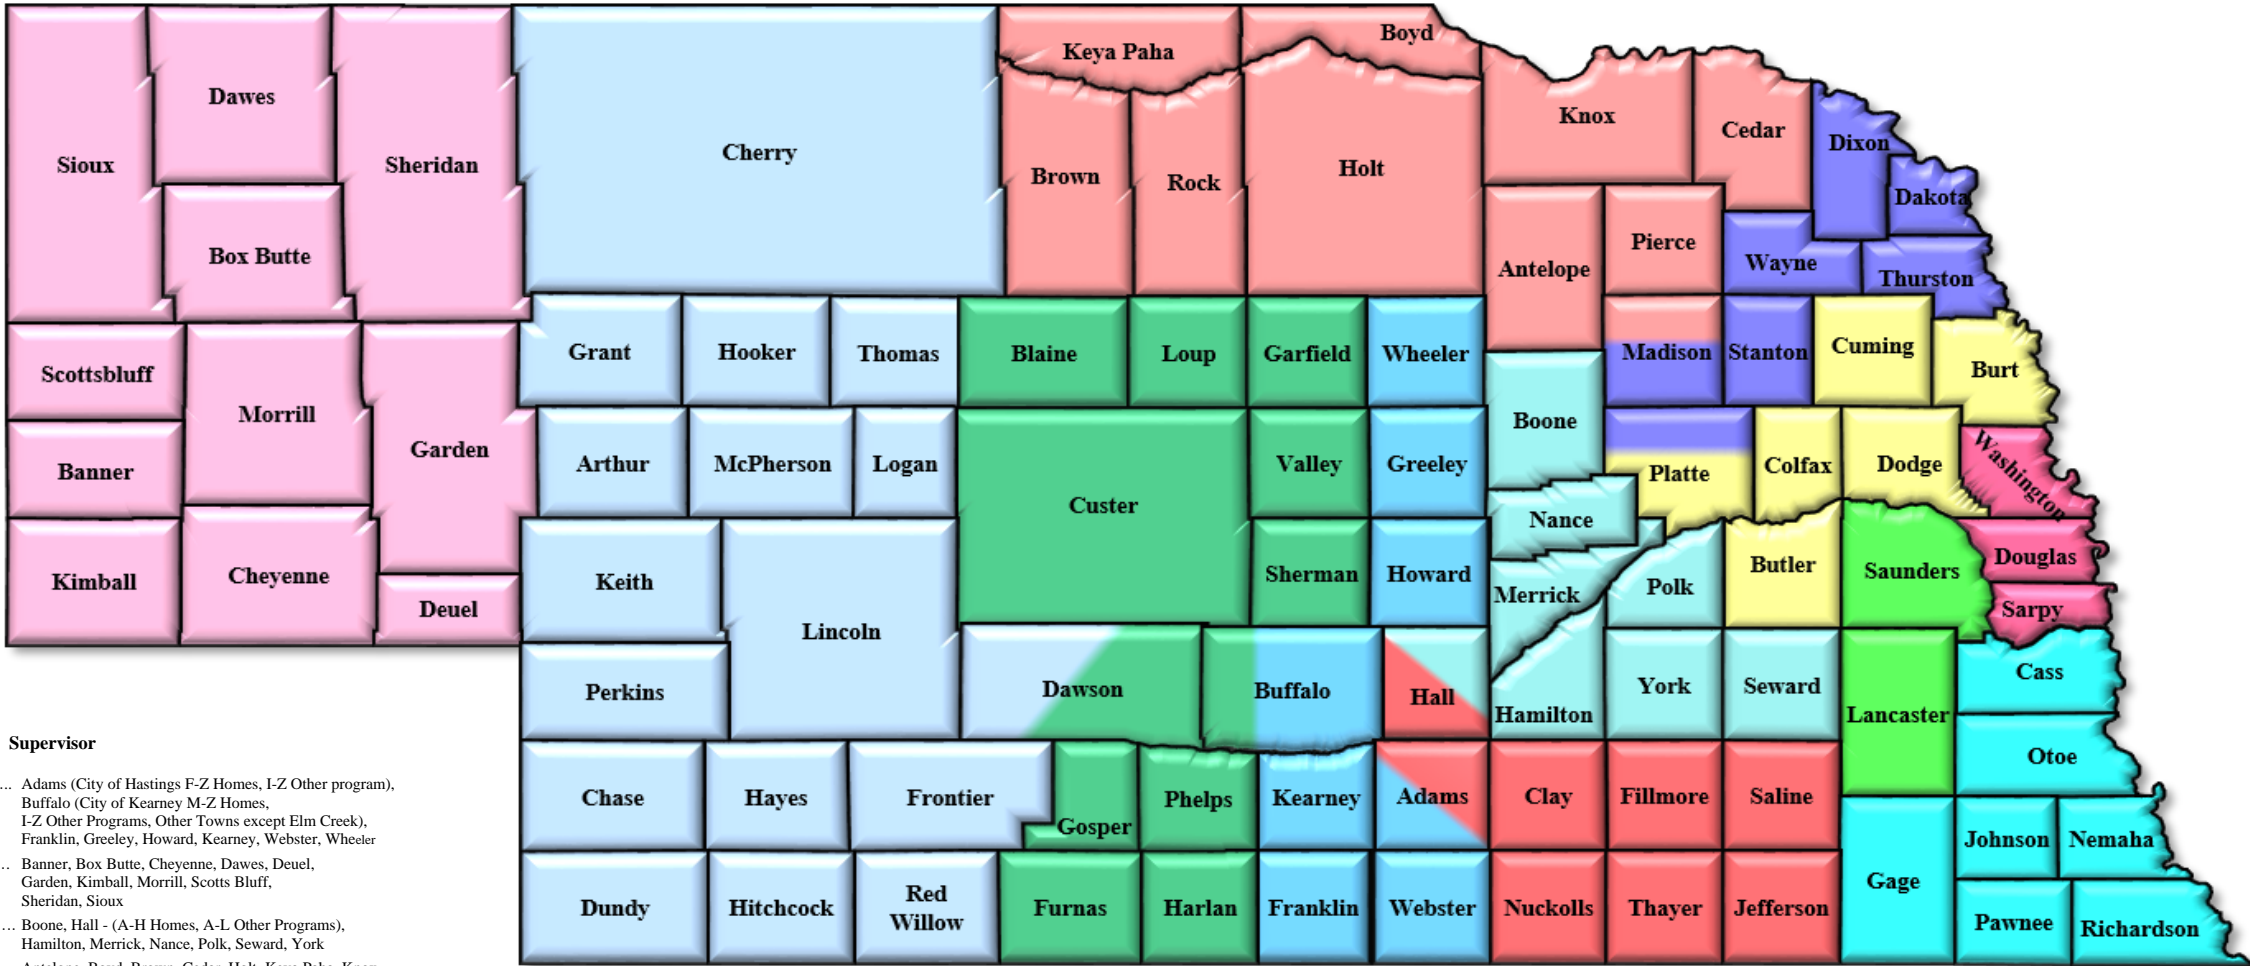 Boyd
Keya Paha
Dawes
Knox
Cedar
Dixon
Cherry
Sioux
Sheridan
Brown
Rock
Holt
Dakota
Box Butte
Pierce
Antelope
Wayne
Thurston
Grant
Hooker
Thomas
Blaine
Loup
Garfield
Wheeler
Madison
Stanton
Cuming
Burt
Scottsbluff
Morrill
Boone
Garden
Banner
Arthur
McPherson
Logan
Valley
Greeley
Platte
Colfax
Dodge
Washington
Custer
Nance
Douglas
Kimball
Cheyenne
Keith
Sherman
Howard
Butler
Saunders
Polk
Merrick
Deuel
Sarpy
Lincoln
Cass
Perkins
Dawson
Buffalo
Hall
York
Seward
Hamilton
Lancaster
Otoe
Chase
Hayes
Frontier
Gosper
Phelps
Kearney
Adams
Clay
Fillmore
Saline
Johnson
Nemaha
Gage
Dundy
Hitchcock
Red
Willow
Furnas
Harlan
Franklin
Webster
Nuckolls
Thayer
Jefferson
Pawnee
Richardson
Supervisor
... Adams (City of Hastings F-Z Homes, I-Z Other program),
Buffalo (City of Kearney M-Z Homes,
I-Z Other Programs, Other Towns except Elm Creek),
Franklin, Greeley, Howard, Kearney, Webster, Wheeler
.. Banner, Box Butte, Cheyenne, Dawes, Deuel,
Garden, Kimball, Morrill, Scotts Bluff,
Sheridan, Sioux
... Boone, Hall - (A-H Homes, A-L Other Programs),
Hamilton, Merrick, Nance, Polk, Seward, York